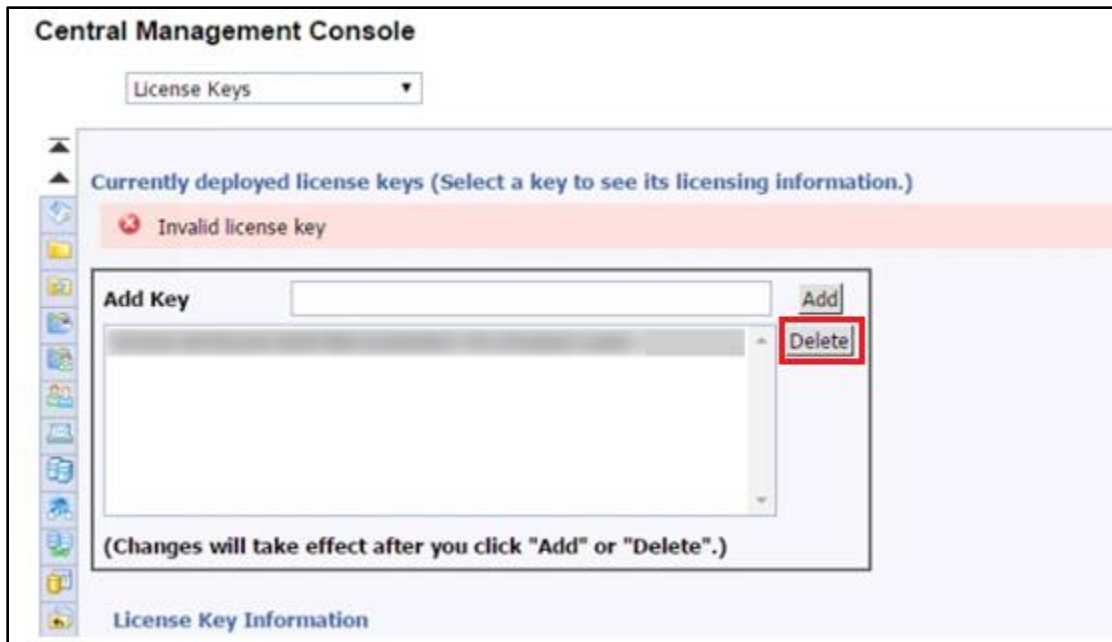 Central Management Console
License Keys
Currently deployed license keys (Select a key to see its licensing information.)
Invalid license key
Add Key
Add
Delete
(Changes will take effect after you click "Add" or "Delete".)
License Key Information